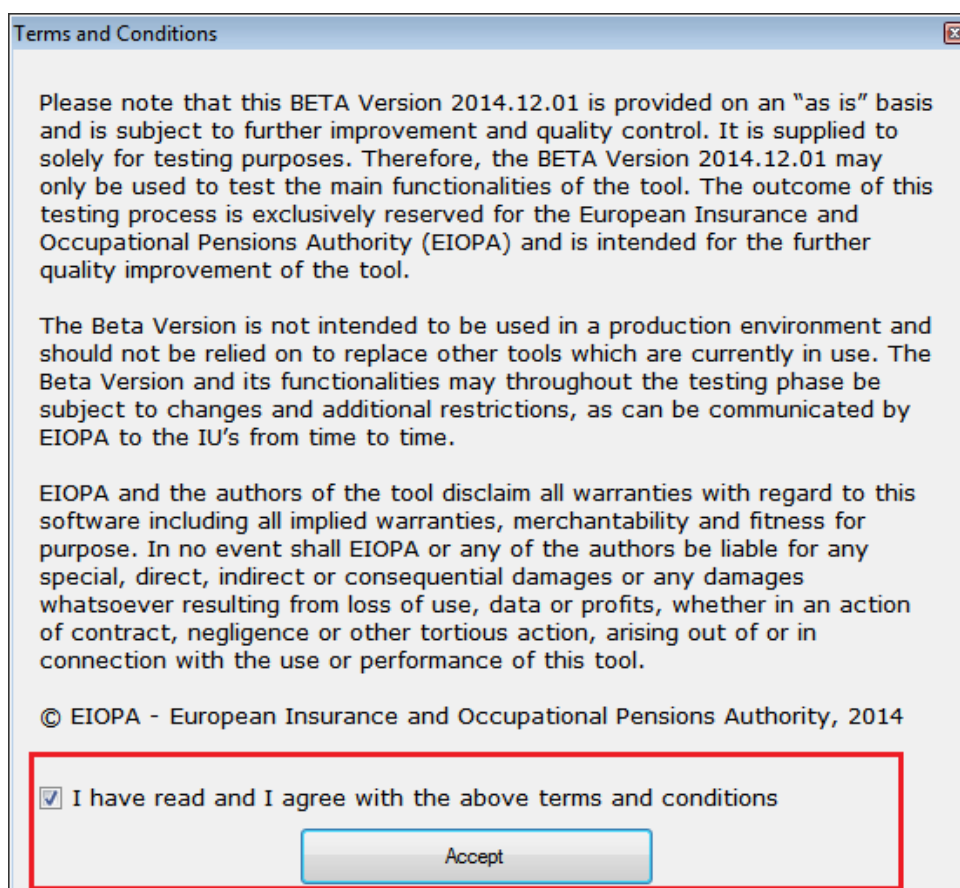 Terms and Conditions
Please note that this BETA Version 2014.12.01 is provided on an “as is” basis
and is subject to further improvement and quality control. It is supplied to
solely for testing purposes. Therefore, the BETA Version 2014.12.01 may
only be used to test the main functionalities of the tool. The outcome of this
testing process is exclusively reserved for the European Insurance and
Occupational Pensions Authority (EIOPA) and is intended for the further
quality improvement of the tool.
The Beta Version is not intended to be used in a production environment and
should not be relied on to replace other tools which are currently in use. The
Beta Version and its functionalities may throughout the testing phase be
subject to changes and additional restrictions, as can be communicated by
EIOPA to the IU’s from time to time.
EIOPA and the authors of the tool disclaim all warranties with regard to this
software including all implied warranties, merchantability and fitness for
purpose. In no event shall EIOPA or any of the authors be liable for any
special, direct, indirect or consequential damages or any damages
whatsoever resulting from loss of use, data or profits, whether in an action
of contract, negligence or other tortious action, arising out of or in
connection with the use or performance of this tool.
© EIOPA - European Insurance and Occupational Pensions Authority, 2014
I have read and I agree with the above terms and conditions
Accept